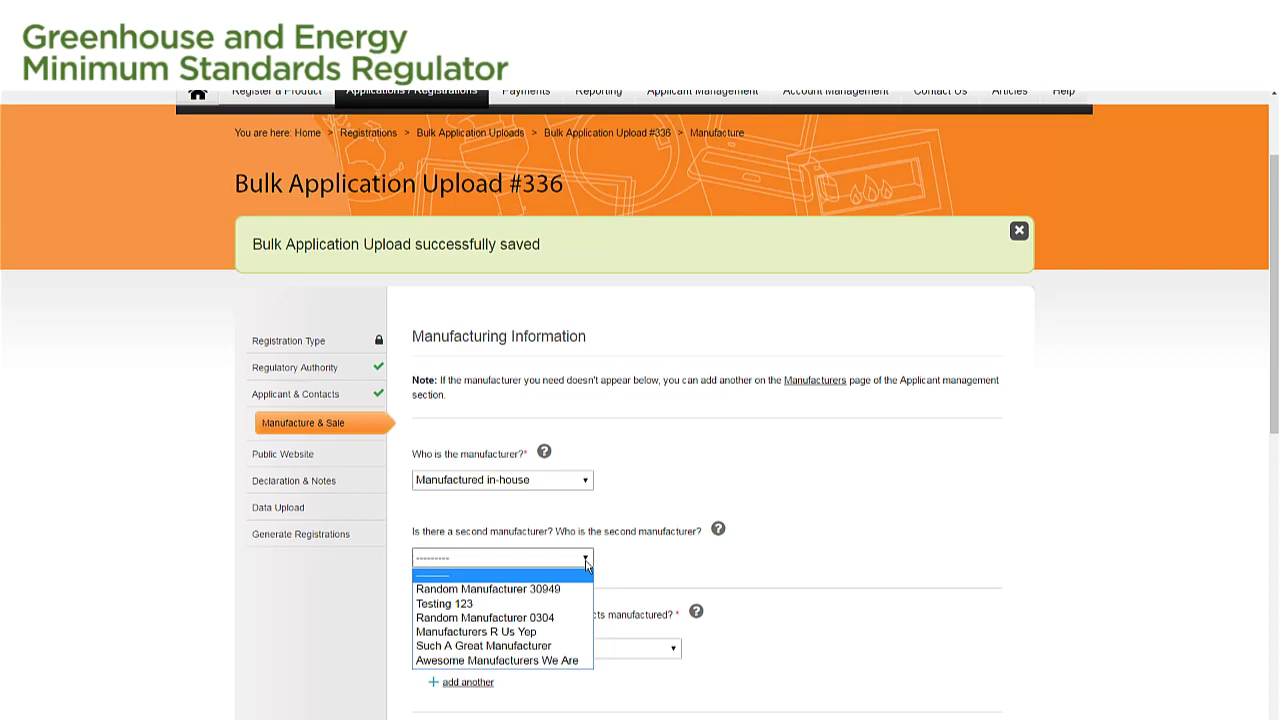 Greenhouse and Energy
Minimum Standards Regulator
Register a Product Applications / Registrations Payments Reporting Applicant Management Account Management Contact Us Articles Help
You are here: Home > Registrations > Bulk Application Uploads > Bulk Application Upload #336 > Manufacture
Bulk Application Upload #336
Bulk Application Upload successfully saved
Registration Type
Regulatory Authority
Applicant & Contacts
Manufacture & Sale
Public Website
Declaration & Notes
Data Upload
Generate Registrations
Manufacturing Information
Note: If the manufacturer you need doesn't appear below, you can add another on the Manufacturers page of the Applicant management
section.
Who is the manufacturer?*
Manufactured in-house
Is there a second manufacturer? Who is the second manufacturer?
---------
---------
Random Manufacturer 30949
Testing 123
Random Manufacturer 0304
Manufacturers R Us Yep
Such A Great Manufacturer
Awesome Manufacturers We Are
cts manufactured? *
+ add another